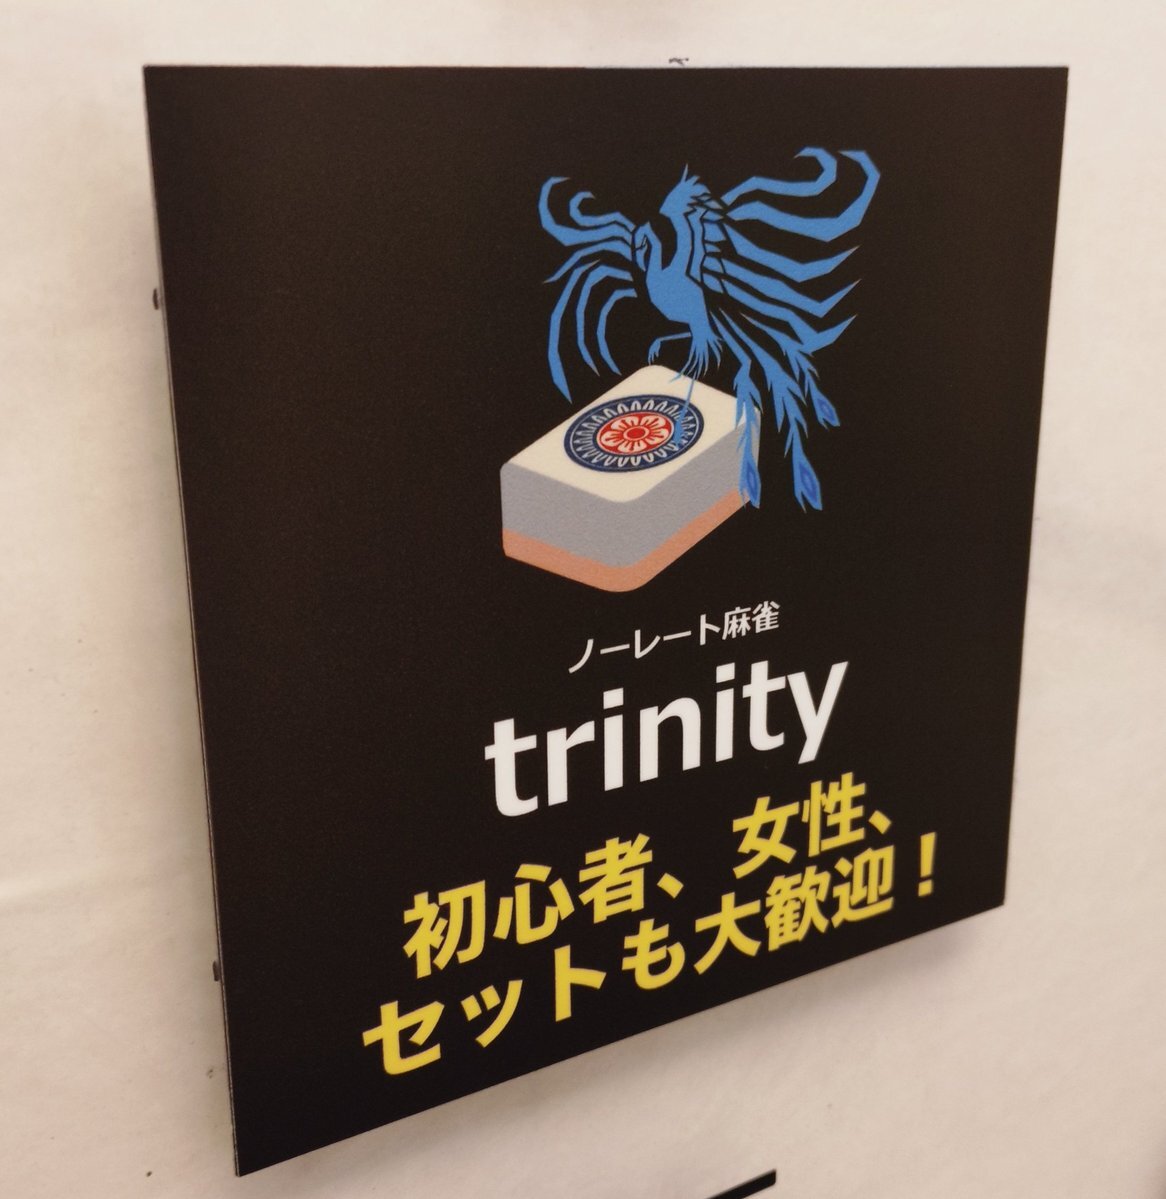 ノーレート麻雀
trinity
初心者、女性、
セットも大歓迎！